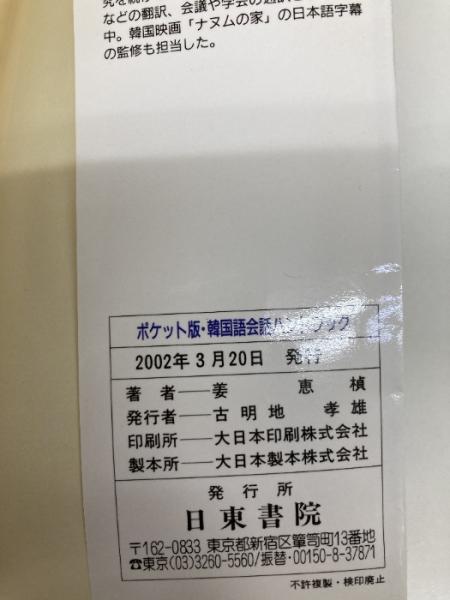 などの翻訳、会議や学会の通訳
中。韓国映画「ナヌムの家」の日本語字幕
の監修も担当した。
ポケット版・韓国語会話ハンドブック
2002年3月20日 発行
著者──姜 恵 楨
発行者──古明地 孝雄
印刷所──大日本印刷株式会社
製本所──大日本製本株式会社
発行所
日東書院
〒162-0833 東京都新宿区簞笥町13番地
☎東京(03)3260-5560/振替・00150-8-37871
不許複製・検印廃止